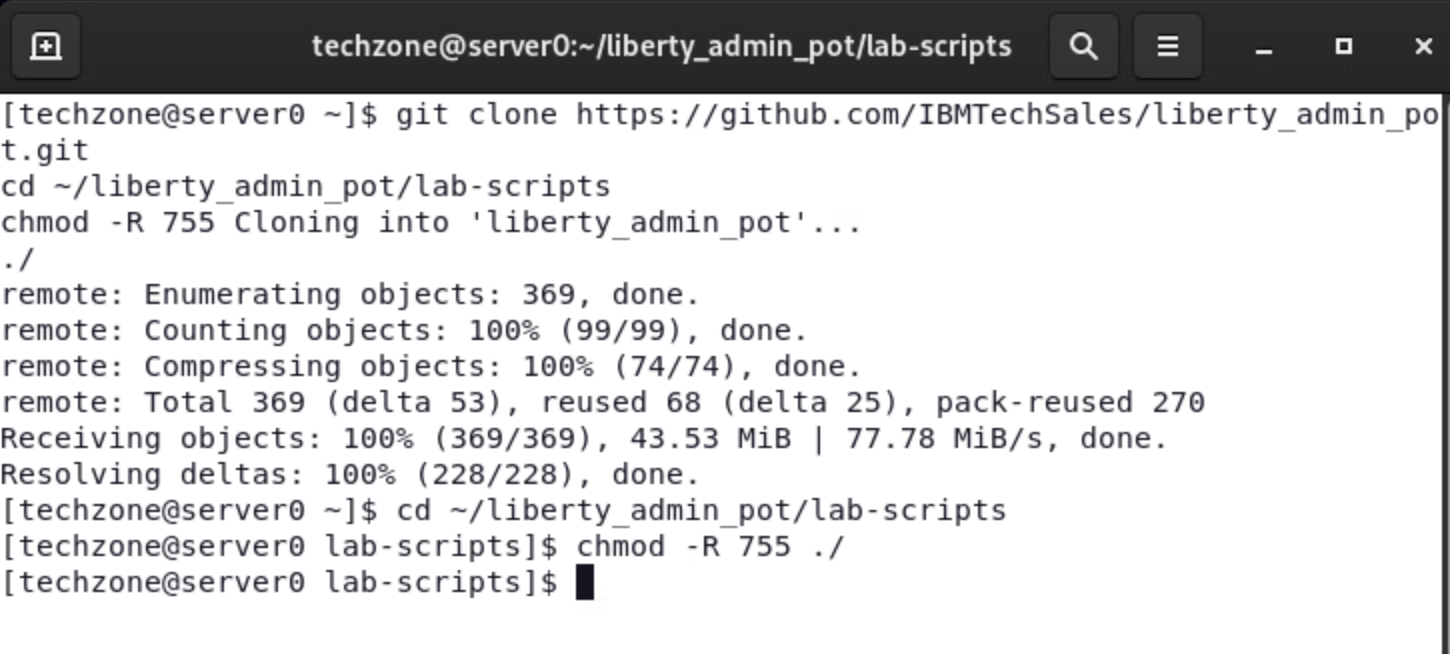 techzone@server0:~/liberty_admin_pot/lab-scripts
[techzone@server0 ~]$ git clone https://github.com/IBMTechSales/liberty_admin_po
t.git
cd ~/liberty_admin_pot/lab-scripts
chmod -R 755 Cloning into 'liberty_admin_pot'...
./
remote: Enumerating objects: 369, done.
remote: Counting objects: 100% (99/99), done.
remote: Compressing objects: 100% (74/74), done.
remote: Total 369 (delta 53), reused 68 (delta 25), pack-reused 270
Receiving objects: 100% (369/369), 43.53 MiB | 77.78 MiB/s, done.
Resolving deltas: 100% (228/228), done.
[techzone@server0 ~]$ cd ~/liberty_admin_pot/lab-scripts
[techzone@server0 lab-scripts]$ chmod -R 755 ./
[techzone@server0 lab-scripts]$